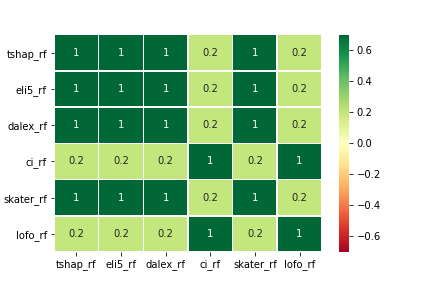 tshap_rf 1 1 1 0.2 1 0.2
eli5_rf 1 1 1 0.2 1 0.2
dalex_rf 1 1 1 0.2 1 0.2
ci_rf 0.2 0.2 0.2 1 0.2 1
skater_rf 1 1 1 0.2 1 0.2
lofo_rf 0.2 0.2 0.2 1 0.2 1
tshap_rf eli5_rf dalex_rf ci_rf skater_rf lofo_rf
0.6
0.4
0.2
0.0
−0.2
−0.4
−0.6